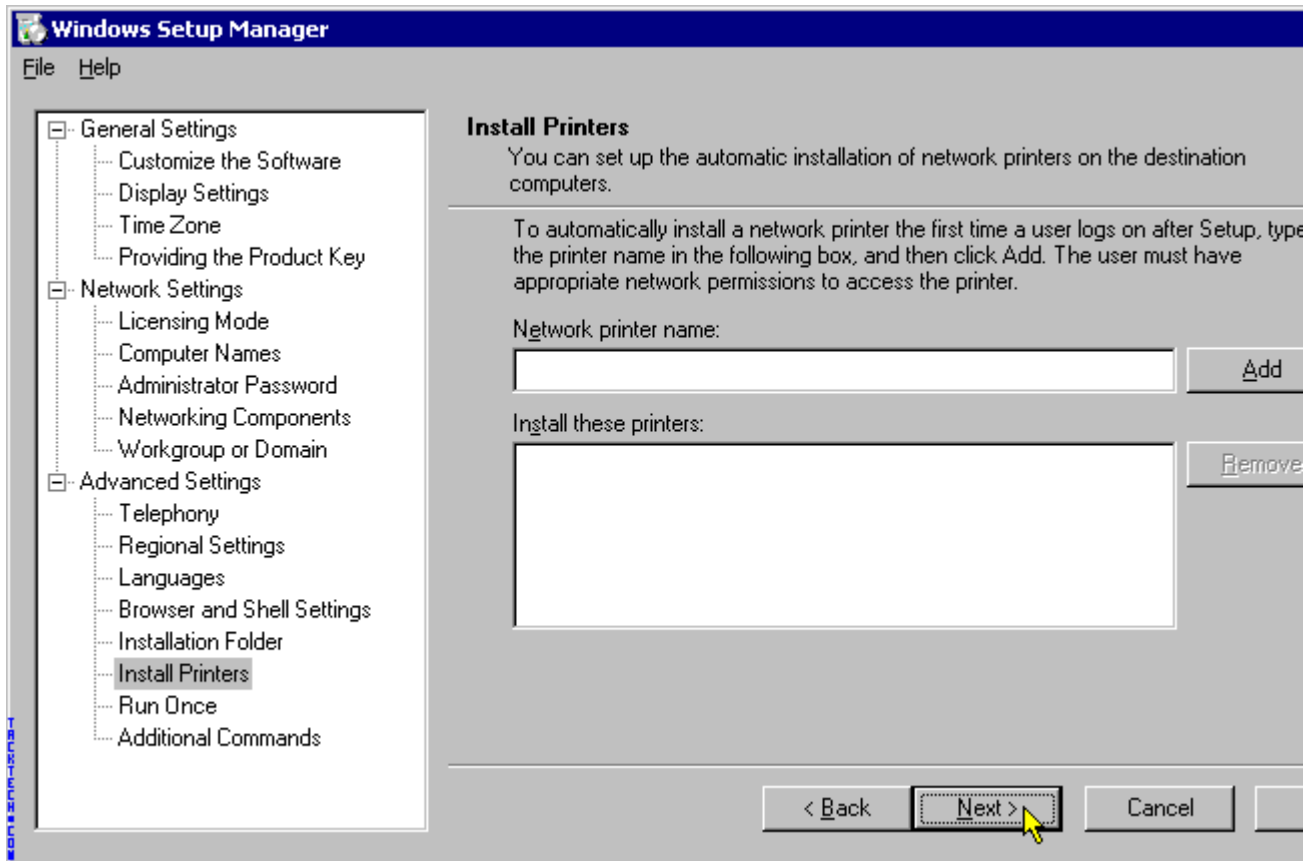 Windows Setup Manager
File Help
General Settings
Customize the Software
Display Settings
Time Zone
Providing the Product Key
Network Settings
Licensing Mode
Computer Names
Administrator Password
Networking Components
Workgroup or Domain
Advanced Settings
Telephony
Regional Settings
Languages
Browser and Shell Settings
Installation Folder
Install Printers
Run Once
Additional Commands
Install Printers
You can set up the automatic installation of network printers on the destination
computers.
To automatically install a network printer the first time a user logs on after Setup, type
the printer name in the following box, and then click Add. The user must have
appropriate network permissions to access the printer.
Network printer name:
Add
Install these printers:
Remove
< Back Next > Cancel
TACKTECH.COM